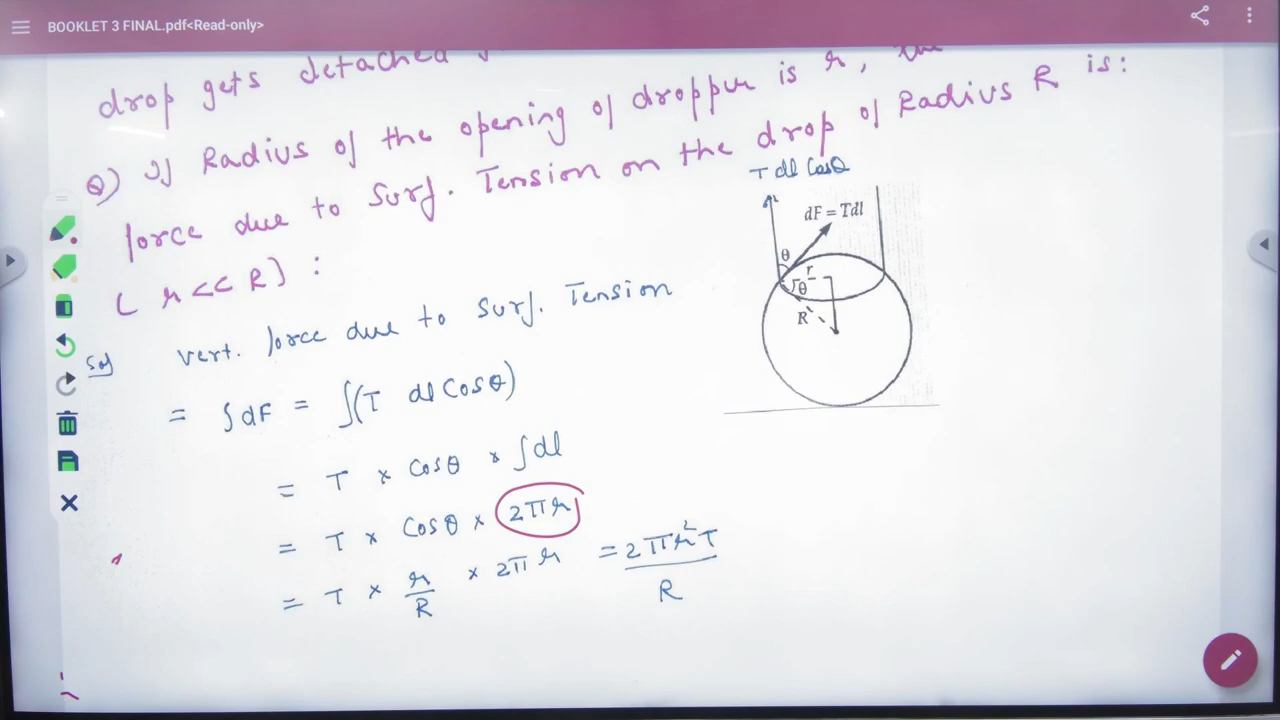 BOOKLET 3 FINAL.pdf<Read-only>
drop gets detached
Q) If Radius of the opening of dropper is r, the
force due to Surf. Tension on the drop of Radius R is:
( r << R ) :
T dl Cosθ
dF = Tdl
θ
r
θ
R
Sol vert. force due to Surf. Tension
= ∫dF = ∫(T dl Cosθ)
= T × Cosθ × ∫dl
= T × Cosθ × 2πr
= T × r/R × 2πr = 2πr²T/R